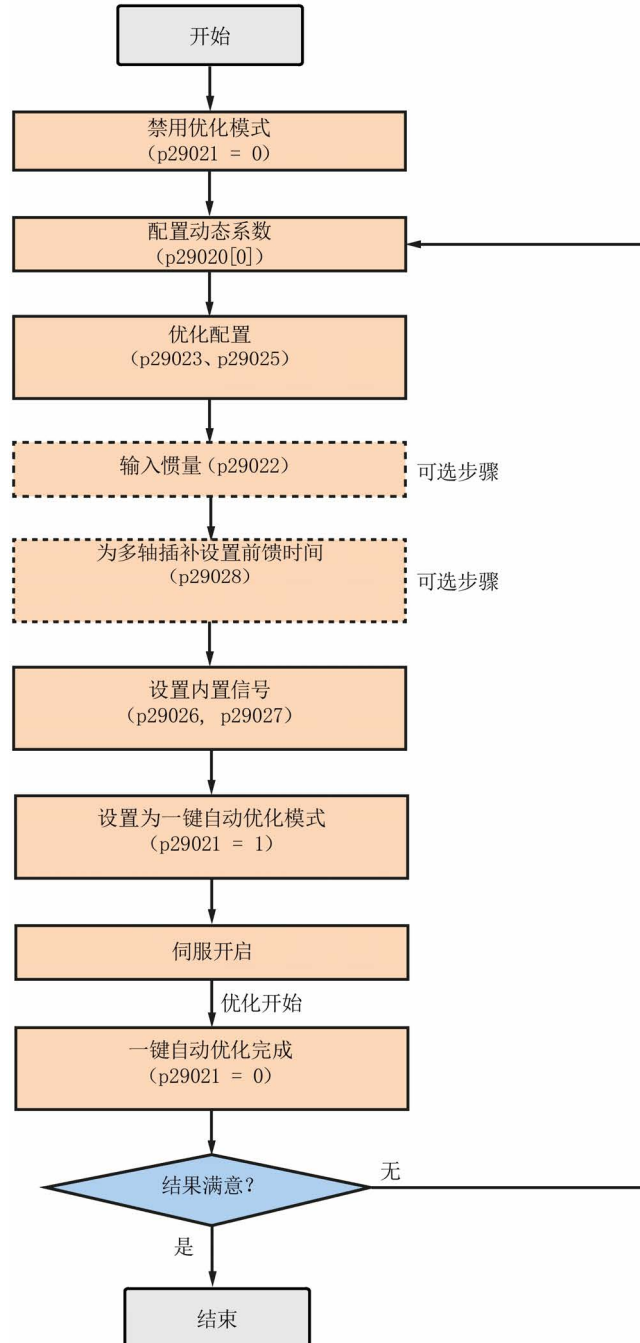 开始
禁用优化模式
(p29021 = 0)
配置动态系数
(p29020[0])
优化配置
(p29023、p29025)
输入惯量(p29022)
可选步骤
为多轴插补设置前馈时间
(p29028)
可选步骤
设置内置信号
(p29026, p29027)
设置为一键自动优化模式
(p29021 = 1)
伺服开启
优化开始
一键自动优化完成
(p29021 = 0)
结果满意?
无
是
结束